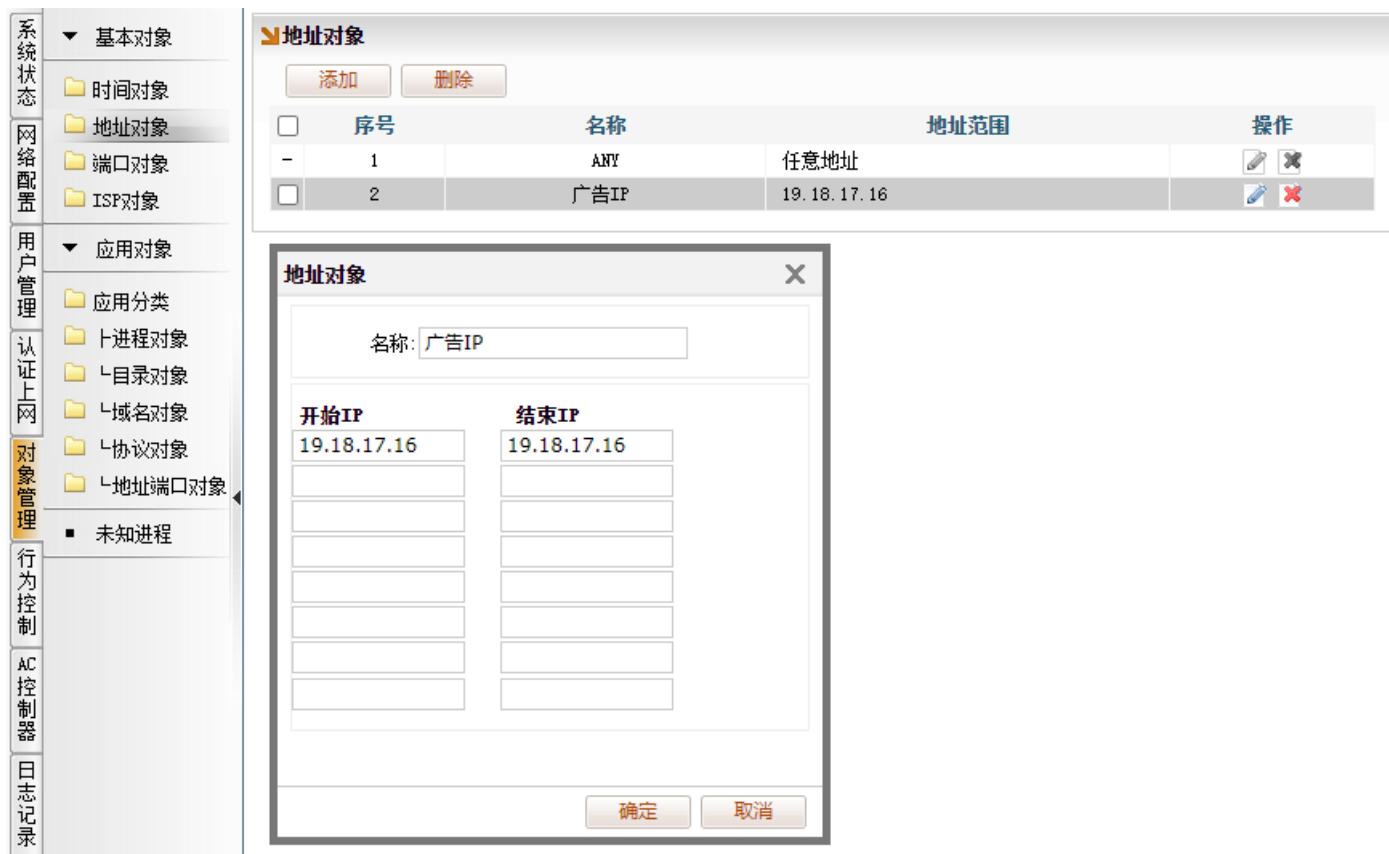 系统状态
网络配置
用户管理
认证上网
对象管理
行为控制
AC控制器
日志记录
▼ 基本对象
时间对象
地址对象
端口对象
ISP对象
▼ 应用对象
应用分类
├进程对象
└目录对象
└域名对象
└协议对象
└地址端口对象
■ 未知进程
地址对象
添加 删除
序号 名称 地址范围 操作
- 1 ANY 任意地址
2 广告IP 19.18.17.16
地址对象
名称: 广告IP
开始IP 结束IP
19.18.17.16 19.18.17.16
确定 取消